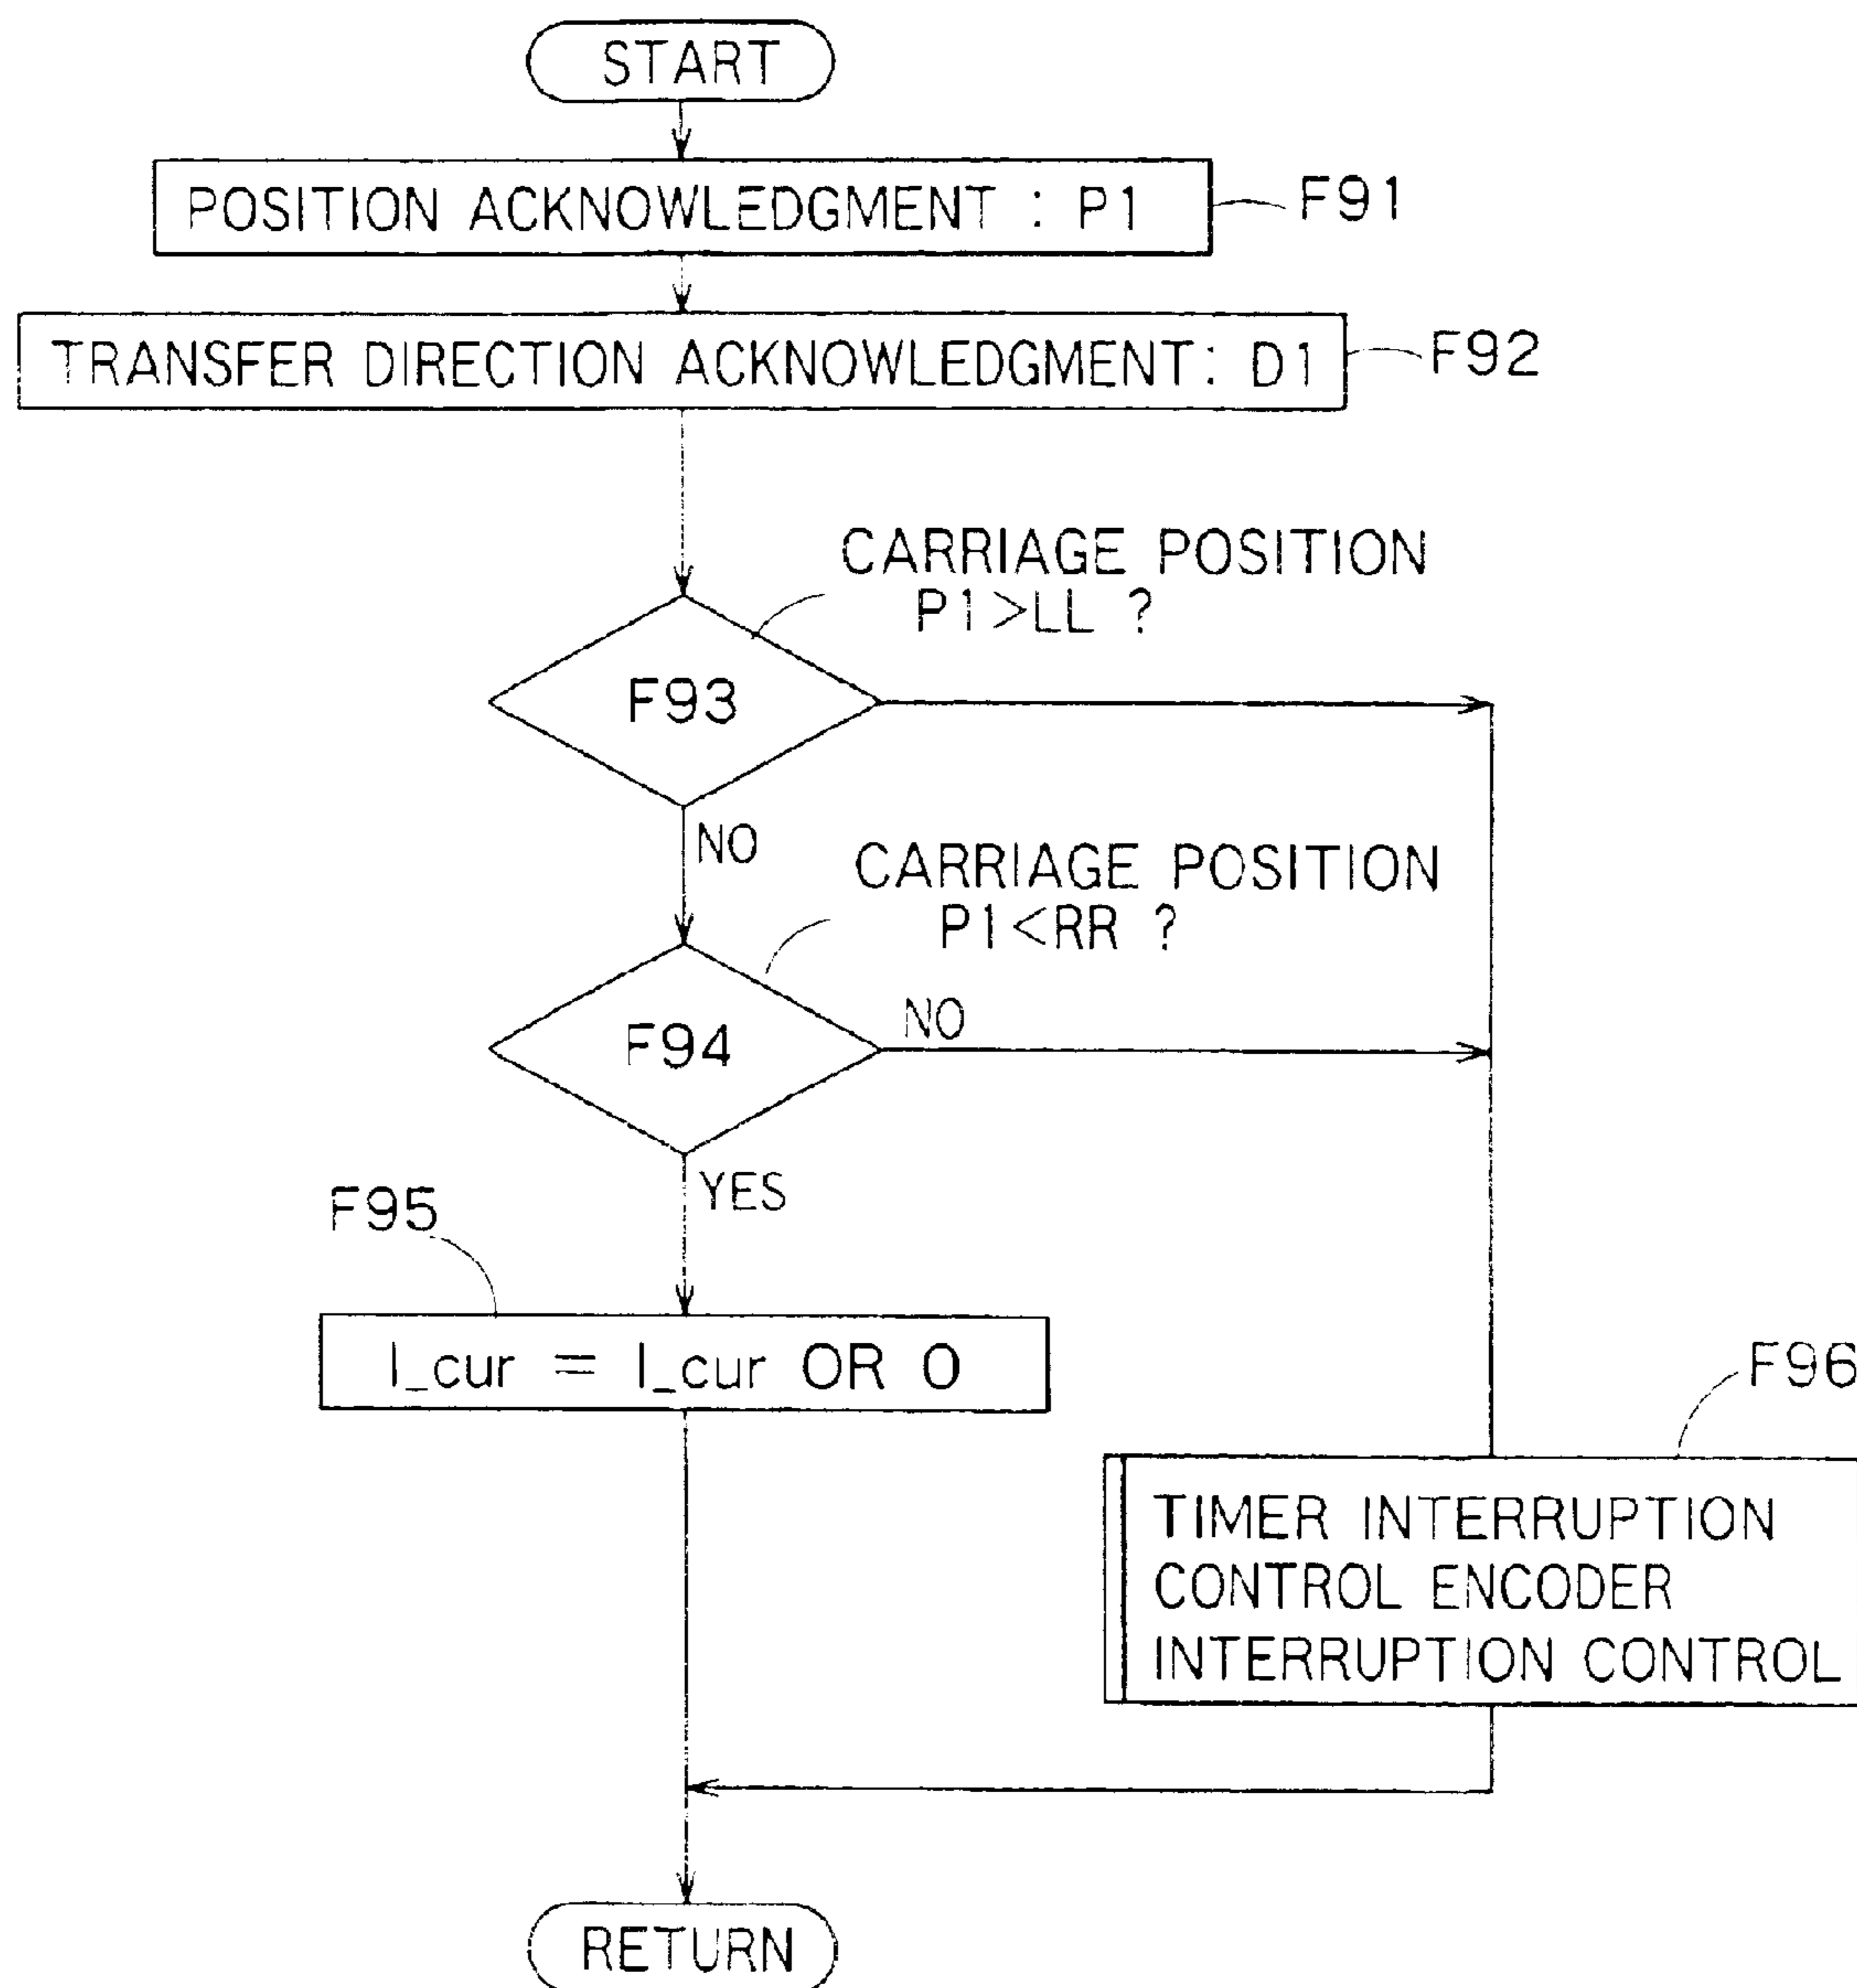 START
POSITION ACKNOWLEDGMENT : P1
F91
TRANSFER DIRECTION ACKNOWLEDGMENT: D1
F92
CARRIAGE POSITION
P1>LL ?
F93
NO
CARRIAGE POSITION
P1<RR ?
F94
NO
YES
F95
I_cur = I_cur OR 0
F96
TIMER INTERRUPTION
CONTROL ENCODER
INTERRUPTION CONTROL
RETURN